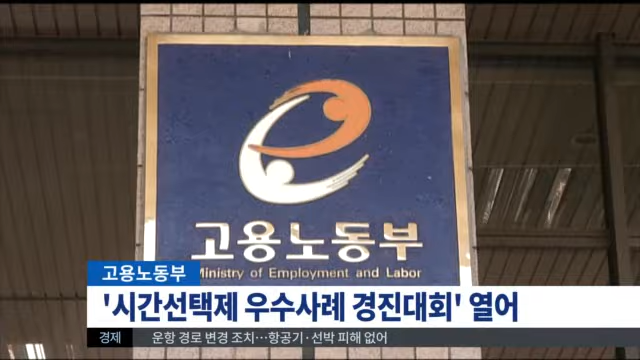 고용노동부
Ministry of Employment and Labor
고용노동부
'시간선택제 우수사례 경진대회' 열어
경제 운항 경로 변경 조치…항공기·선박 피해 없어